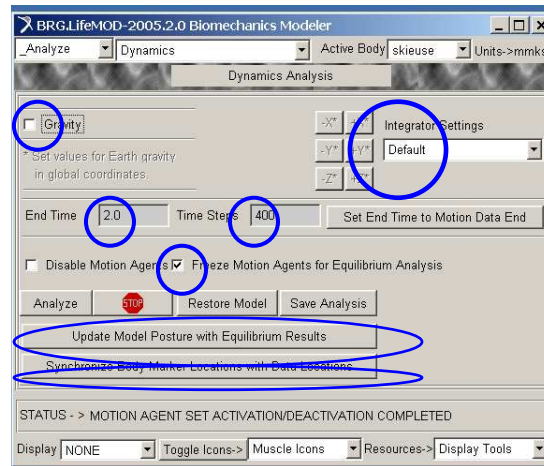 BRG.LifeMOD-2005.2.0 Biomechanics Modeler
_Analyze Dynamics Active Body skieuse Units->mmks
Dynamics Analysis
Gravity -X* +X* Integrator Settings
* Set values for Earth gravity -Y* +Y* Default
in global coordinates. -Z* +Z*
End Time 2.0 Time Steps 400 Set End Time to Motion Data End
Disable Motion Agents Freeze Motion Agents for Equilibrium Analysis
Analyze STOP Restore Model Save Analysis
Update Model Posture with Equilibrium Results
Synchronize Body Marker Locations with Data Locations
STATUS - > MOTION AGENT SET ACTIVATION/DEACTIVATION COMPLETED
Display NONE Toggle Icons-> Muscle Icons Resources-> Display Tools